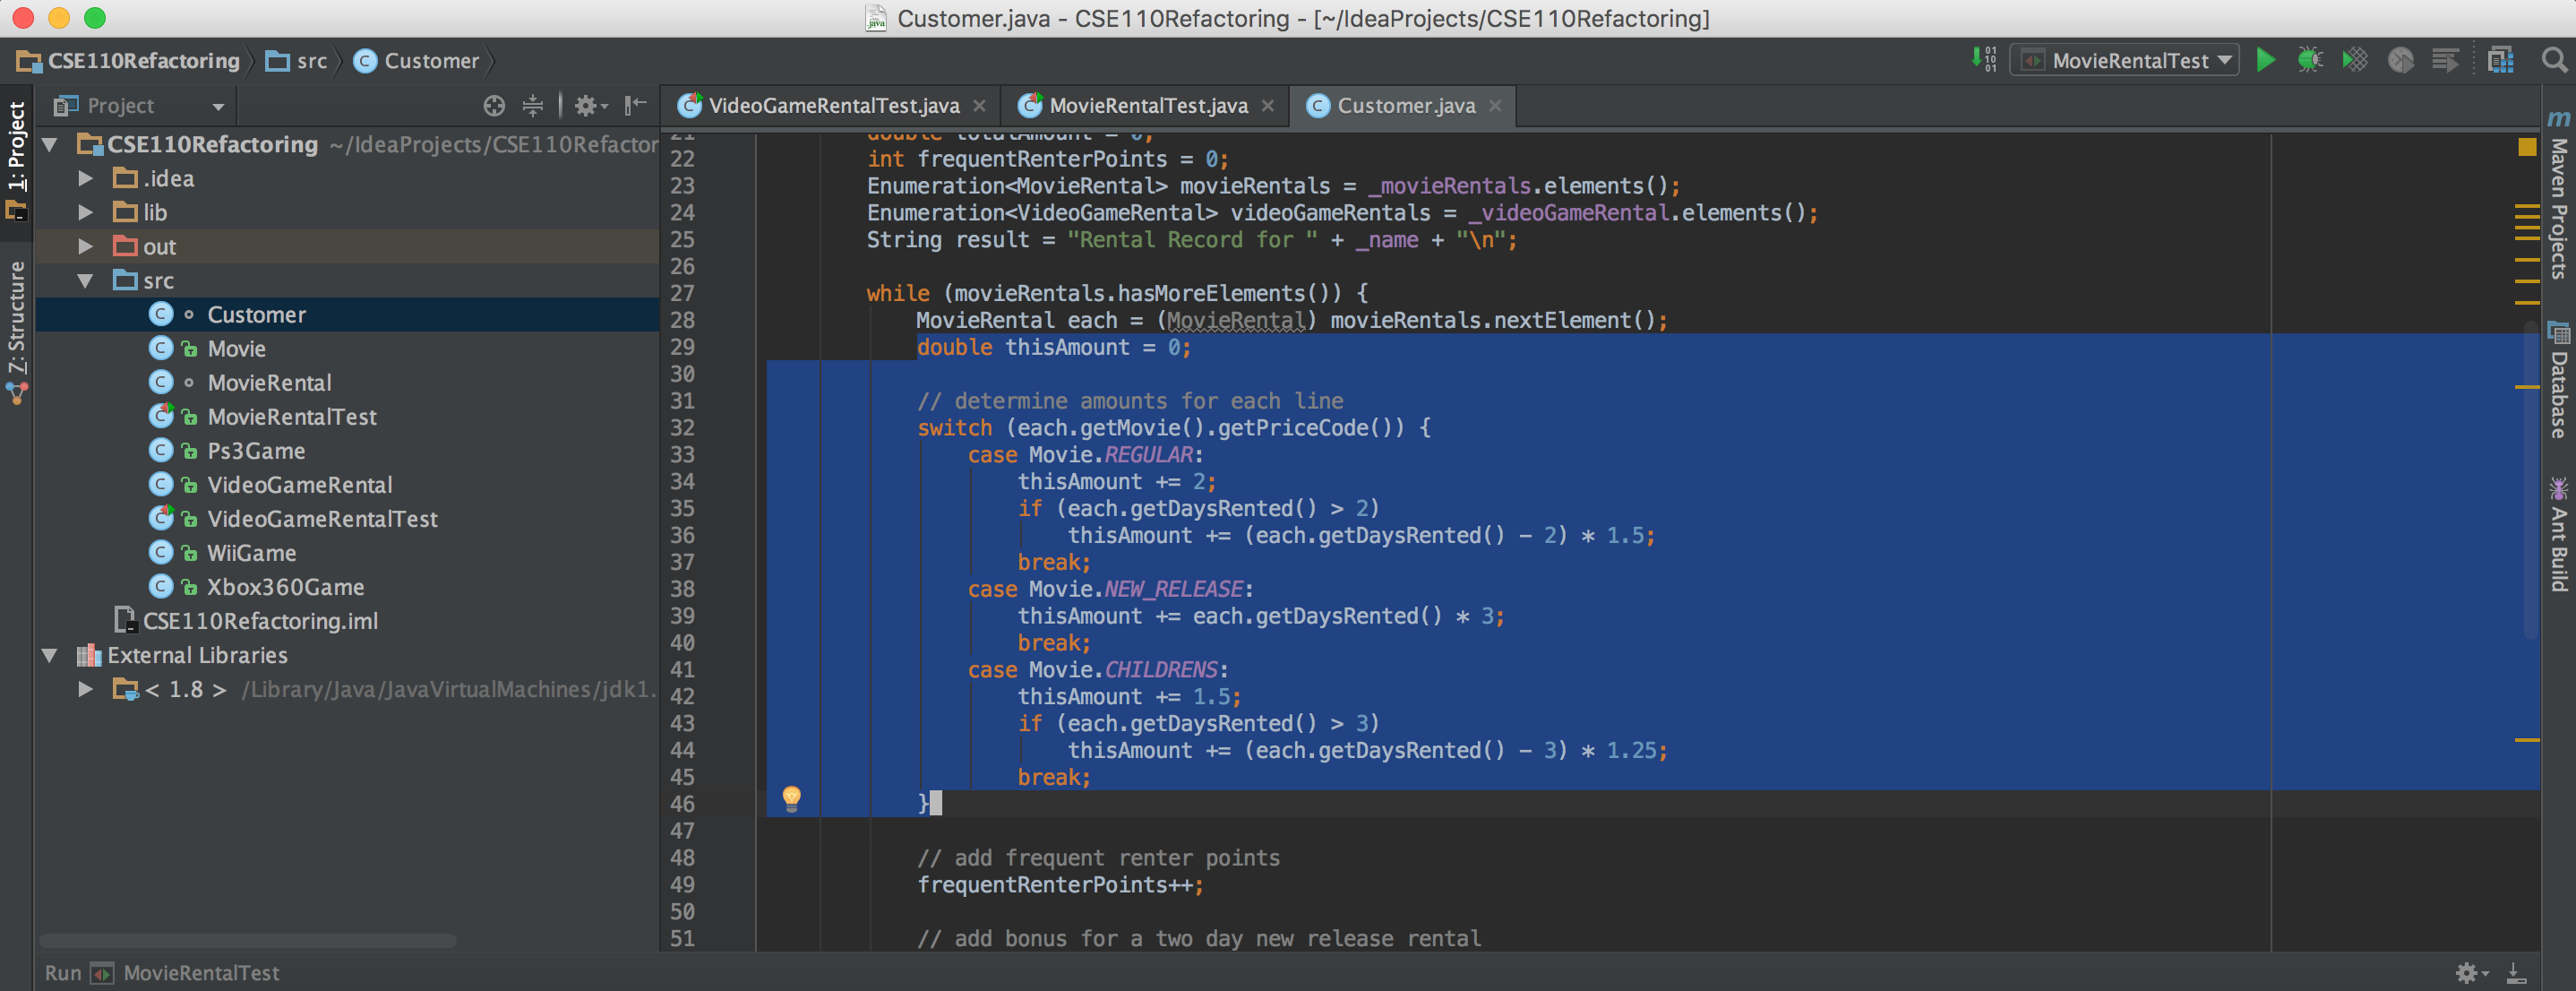 Customer.java - CSE110Refactoring - [~/IdeaProjects/CSE110Refactoring]
CSE110Refactoring src Customer
MovieRentalTest
1: Project
Z: Structure
Project
CSE110Refactoring ~/IdeaProjects/CSE110Refactor
.idea
lib
out
src
Customer
Movie
MovieRental
MovieRentalTest
Ps3Game
VideoGameRental
VideoGameRentalTest
WiiGame
Xbox360Game
CSE110Refactoring.iml
External Libraries
< 1.8 > /Library/Java/JavaVirtualMachines/jdk1.
VideoGameRentalTest.java MovieRentalTest.java Customer.java
21 double totalAmount = 0;
22 int frequentRenterPoints = 0;
23 Enumeration<MovieRental> movieRentals = _movieRentals.elements();
24 Enumeration<VideoGameRental> videoGameRentals = _videoGameRental.elements();
25 String result = "Rental Record for " + _name + "\n";
26
27 while (movieRentals.hasMoreElements()) {
28 MovieRental each = (MovieRental) movieRentals.nextElement();
29 double thisAmount = 0;
30
31 // determine amounts for each line
32 switch (each.getMovie().getPriceCode()) {
33 case Movie.REGULAR:
34 thisAmount += 2;
35 if (each.getDaysRented() > 2)
36 thisAmount += (each.getDaysRented() - 2) * 1.5;
37 break;
38 case Movie.NEW_RELEASE:
39 thisAmount += each.getDaysRented() * 3;
40 break;
41 case Movie.CHILDRENS:
42 thisAmount += 1.5;
43 if (each.getDaysRented() > 3)
44 thisAmount += (each.getDaysRented() - 3) * 1.25;
45 break;
46 }
47
48 // add frequent renter points
49 frequentRenterPoints++;
50
51 // add bonus for a two day new release rental
Maven Projects
Database
Ant Build
Run MovieRentalTest